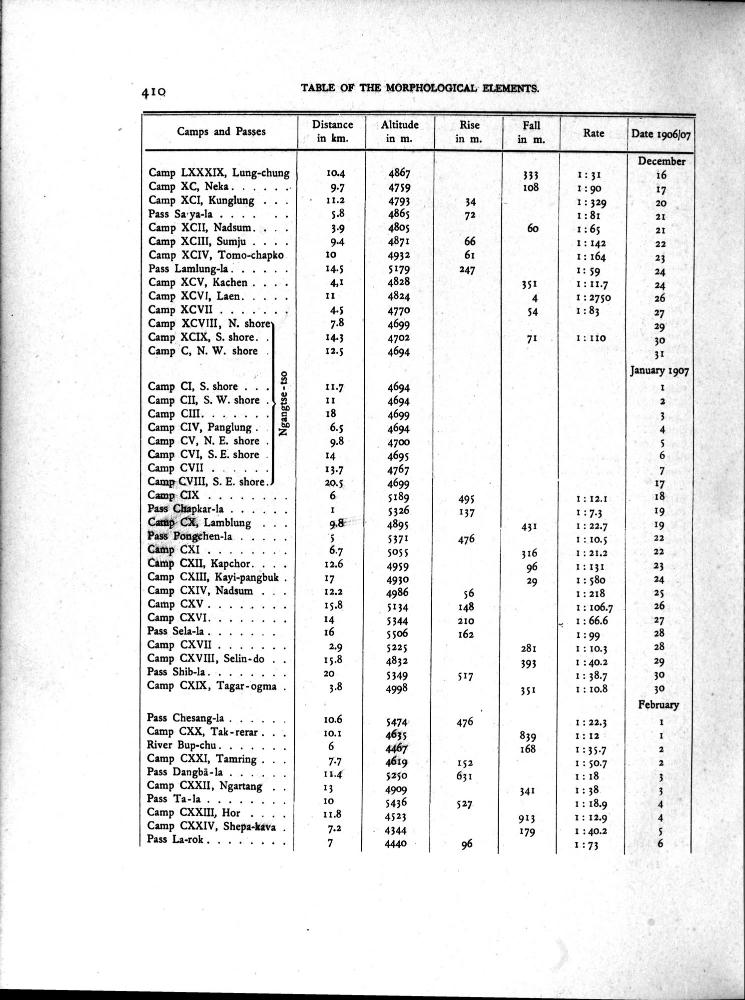 410
TABLE OF THE MORPHOLOGICAL ELEMENTS.
Camps and Passes | Distance in km. | Altitude in m. | Rise in m. | Fall in m. | Rate | Date 1906/07
December
Camp LXXXIX, Lung-chung 10.4 4867 333 1 : 31 16
Camp XC, Neka . . . . . . 9.7 4759 108 1 : 90 17
Camp XCI, Kunglung . . . 11.2 4793 34 1 : 329 20
Pass Sa-ya-la . . . . . . 5.8 4865 72 1 : 81 21
Camp XCII, Nadsum . . . . 3.9 4805 60 1 : 65 21
Camp XCIII, Sumju . . . . 9.4 4871 66 1 : 142 22
Camp XCIV, Tomo-chapko 10 4932 61 1 : 164 23
Pass Lamlung-la . . . . . . 14.5 5179 247 1 : 59 24
Camp XCV, Kachen . . . . 4,1 4828 351 1 : 11.7 24
Camp XCVI, Laen . . . . . 11 4824 4 1 : 2750 26
Camp XCVII . . . . . . . 4.5 4770 54 1 : 83 27
Camp XCVIII, N. shore 7.8 4699 29
Camp XCIX, S. shore . . 14.3 4702 71 1 : 110 30
Camp C, N. W. shore . 12.5 4694 31
January 1907
Camp CI, S. shore . . . 11.7 4694 1
Camp CII, S. W. shore . 11 4694 2
Camp CIII . . . . . . . 18 4699 3
Camp CIV, Panglung . . 6.5 4694 4
Camp CV, N. E. shore . 9.8 4700 5
Camp CVI, S. E. shore . 14 4695 6
Camp CVII . . . . . . 13.7 4767 7
Camp CVIII, S. E. shore . 20.5 4699 17
Ngangtse-tso
Camp CIX . . . . . . . . 6 5189 495 1 : 12.1 18
Pass Chapkar-la . . . . . . 1 5326 137 1 : 7.3 19
Camp CX, Lamblung . . . 9.8 4895 431 1 : 22.7 19
Pass Pongchen-la . . . . . 5 5371 476 1 : 10.5 22
Camp CXI . . . . . . . . 6.7 5055 316 1 : 21.2 22
Camp CXII, Kapchor . . . . 12.6 4959 96 1 : 131 23
Camp CXIII, Kayi-pangbuk . 17 4930 29 1 : 580 24
Camp CXIV, Nadsum . . . 12.2 4986 56 1 : 218 25
Camp CXV . . . . . . . . 15.8 5134 148 1 : 106.7 26
Camp CXVI . . . . . . . . 14 5344 210 1 : 66.6 27
Pass Sela-la . . . . . . . 16 5506 162 1 : 99 28
Camp CXVII . . . . . . . 2.9 5225 281 1 : 10.3 28
Camp CXVIII, Selin-do . . 15.8 4832 393 1 : 40.2 29
Pass Shib-la . . . . . . . . 20 5349 517 1 : 38.7 30
Camp CXIX, Tagar-ogma . 3.8 4998 351 1 : 10.8 30
February
Pass Chesang-la . . . . . . 10.6 5474 476 1 : 22.3 1
Camp CXX, Tak-rerar . . . 10.1 4635 839 1 : 12 1
River Bup-chu . . . . . . . 6 4467 168 1 : 35.7 2
Camp CXXI, Tamring . . . 7.7 4619 152 1 : 50.7 2
Pass Dangbä-la . . . . . . 11.4 5250 631 1 : 18 3
Camp CXXII, Ngartang . . 13 4909 341 1 : 38 3
Pass Ta-la . . . . . . . . 10 5436 527 1 : 18.9 4
Camp CXXIII, Hor . . . . 11.8 4523 913 1 : 12.9 4
Camp CXXIV, Shepa-kava . 7.2 4344 179 1 : 40.2 5
Pass La-rok . . . . . . . . 7 4440 96 1 : 73 6